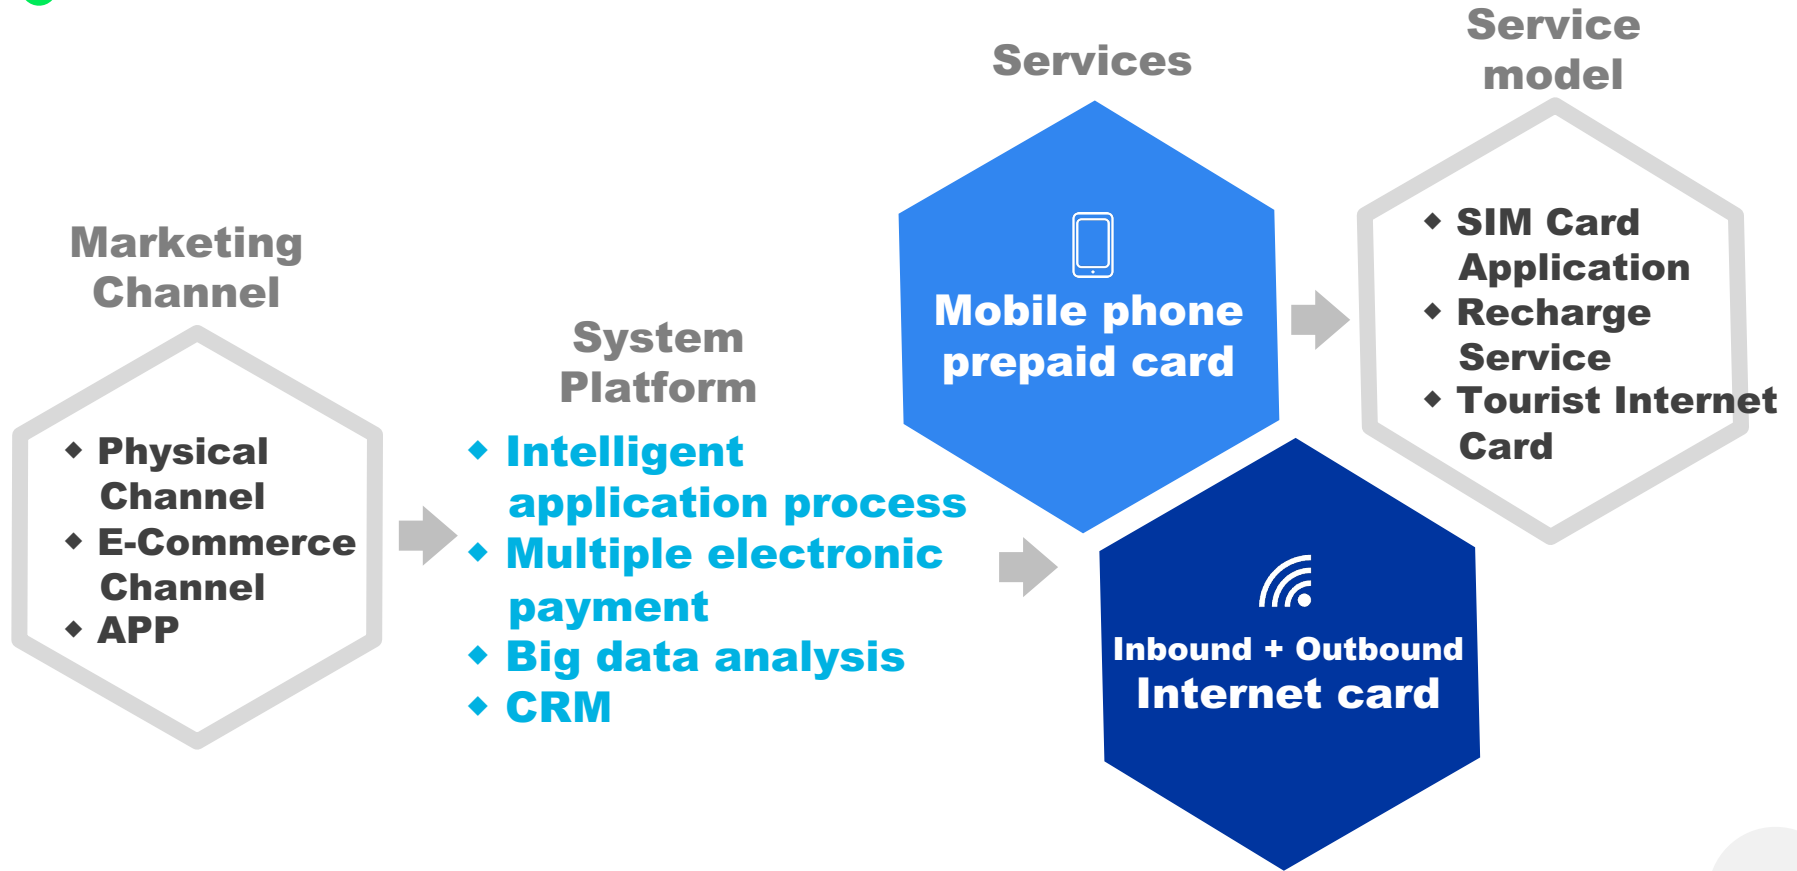 Marketing
Channel
◆ Physical
Channel
◆ E-Commerce
Channel
◆ APP
System
Platform
◆ Intelligent
application process
◆ Multiple electronic
payment
◆ Big data analysis
◆ CRM
Services
Mobile phone
prepaid card
Inbound + Outbound
Internet card
Service
model
◆ SIM Card
Application
◆ Recharge
Service
◆ Tourist Internet
Card